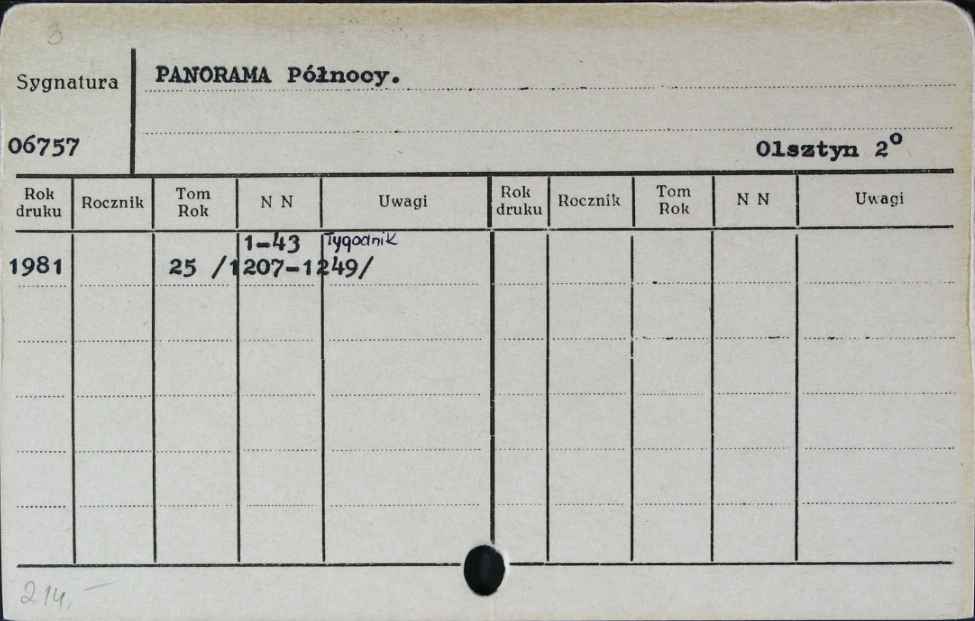 3
Sygnatura
PANORAMA Północy.
06757
Olsztyn 2°
Rok druku Rocznik Tom Rok N N Uwagi Rok druku Rocznik Tom Rok N N Uwagi
1-43 Tygodnik
1981 25 /1207-1249/
214,-